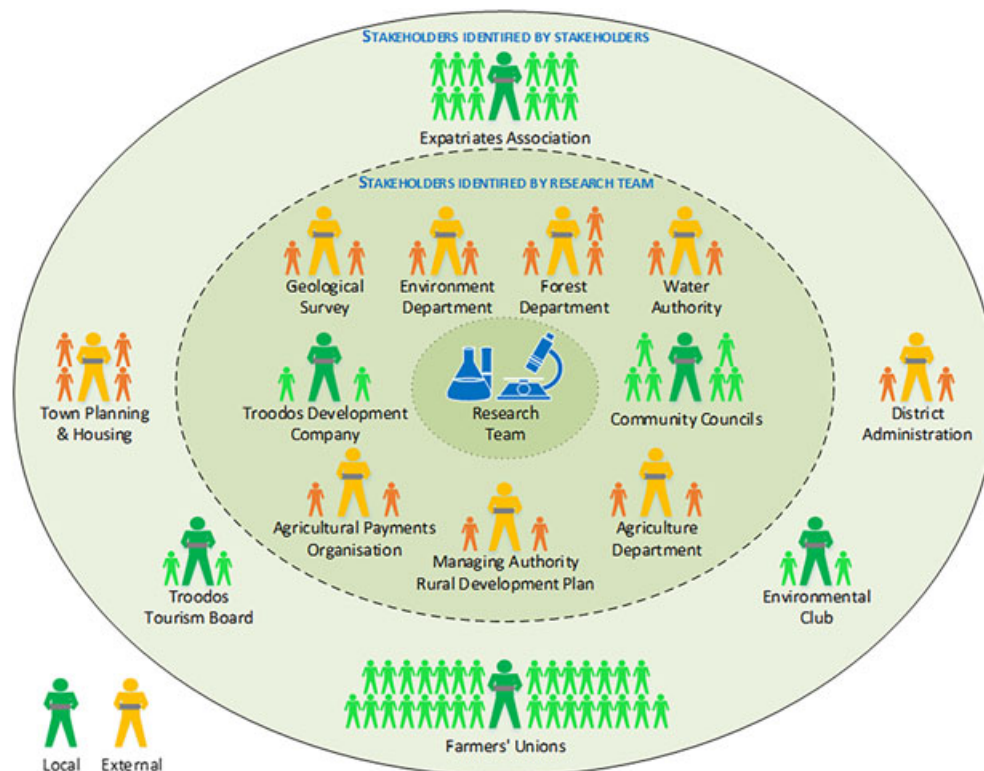 STAKEHOLDERS IDENTIFIED BY STAKEHOLDERS
Expatriates Association
STAKEHOLDERS IDENTIFIED BY RESEARCH TEAM
Geological
Survey
Environment
Department
Forest
Department
Water
Authority
Town Planning
& Housing
Troodos Development
Company
Research
Team
Community Councils
District
Administration
Agricultural Payments
Organisation
Managing Authority
Rural Development Plan
Agriculture
Department
Troodos
Tourism Board
Environmental
Club
Farmers' Unions
Local
External